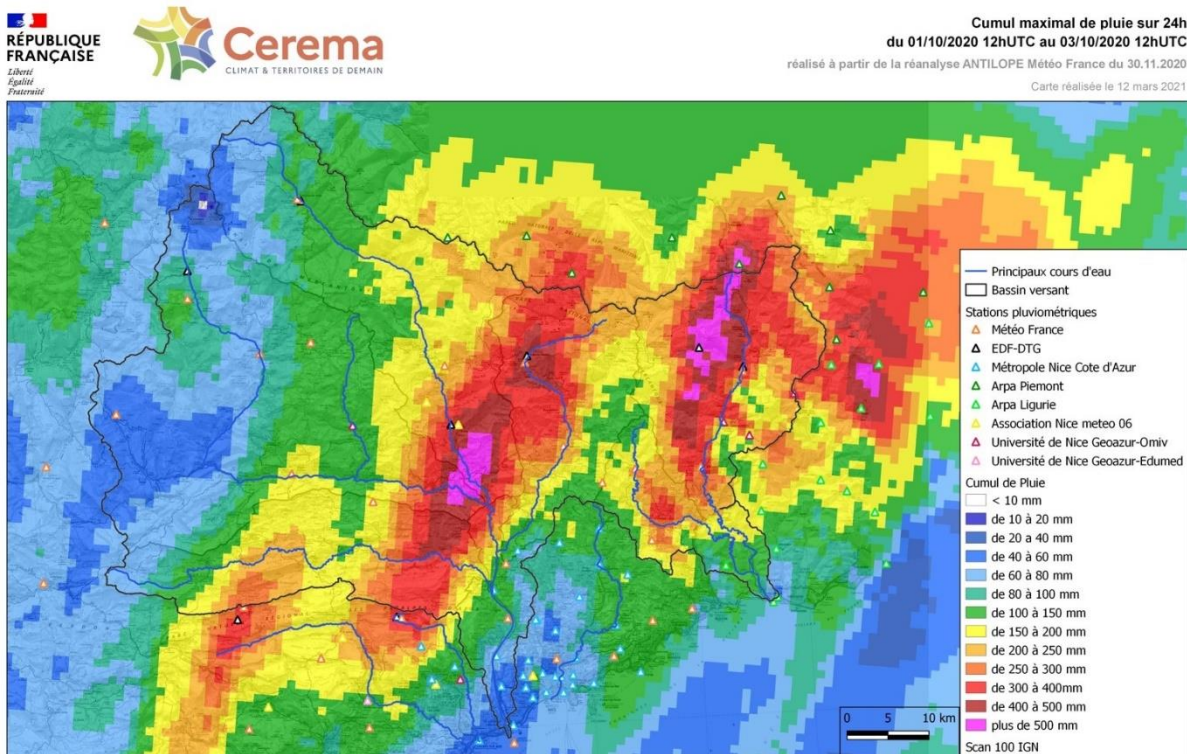 RÉPUBLIQUE
FRANÇAISE
Liberté
Égalité
Fraternité
Cerema
CLIMAT & TERRITOIRES DE DEMAIN
Cumul maximal de pluie sur 24h
du 01/10/2020 12hUTC au 03/10/2020 12hUTC
réalisé à partir de la réanalyse ANTILOPE Météo France du 30.11.2020
Carte réalisée le 12 mars 2021
Principaux cours d'eau
Bassin versant
Stations pluviométriques
Météo France
EDF-DTG
Métropole Nice Cote d'Azur
Arpa Piemont
Arpa Ligurie
Association Nice meteo 06
Université de Nice Geoazur-Omiv
Université de Nice Geoazur-Edumed
Cumul de Pluie
< 10 mm
de 10 à 20 mm
de 20 a 40 mm
de 40 à 60 mm
de 60 à 80 mm
de 80 à 100 mm
de 100 à 150 mm
de 150 à 200 mm
de 200 à 250 mm
de 250 à 300 mm
de 300 à 400mm
de 400 à 500 mm
plus de 500 mm
Scan 100 IGN
0 5 10 km